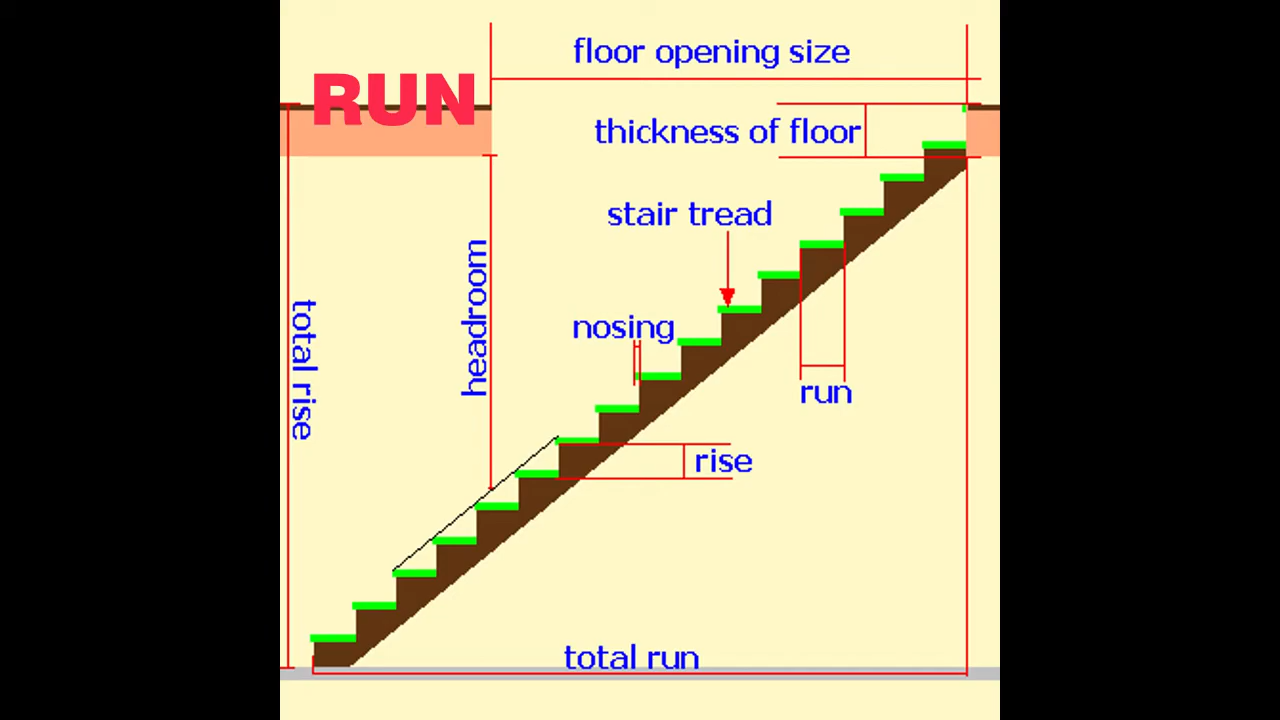 floor opening size
RUN
thickness of floor
stair tread
headroom
total rise
nosing
run
rise
total run